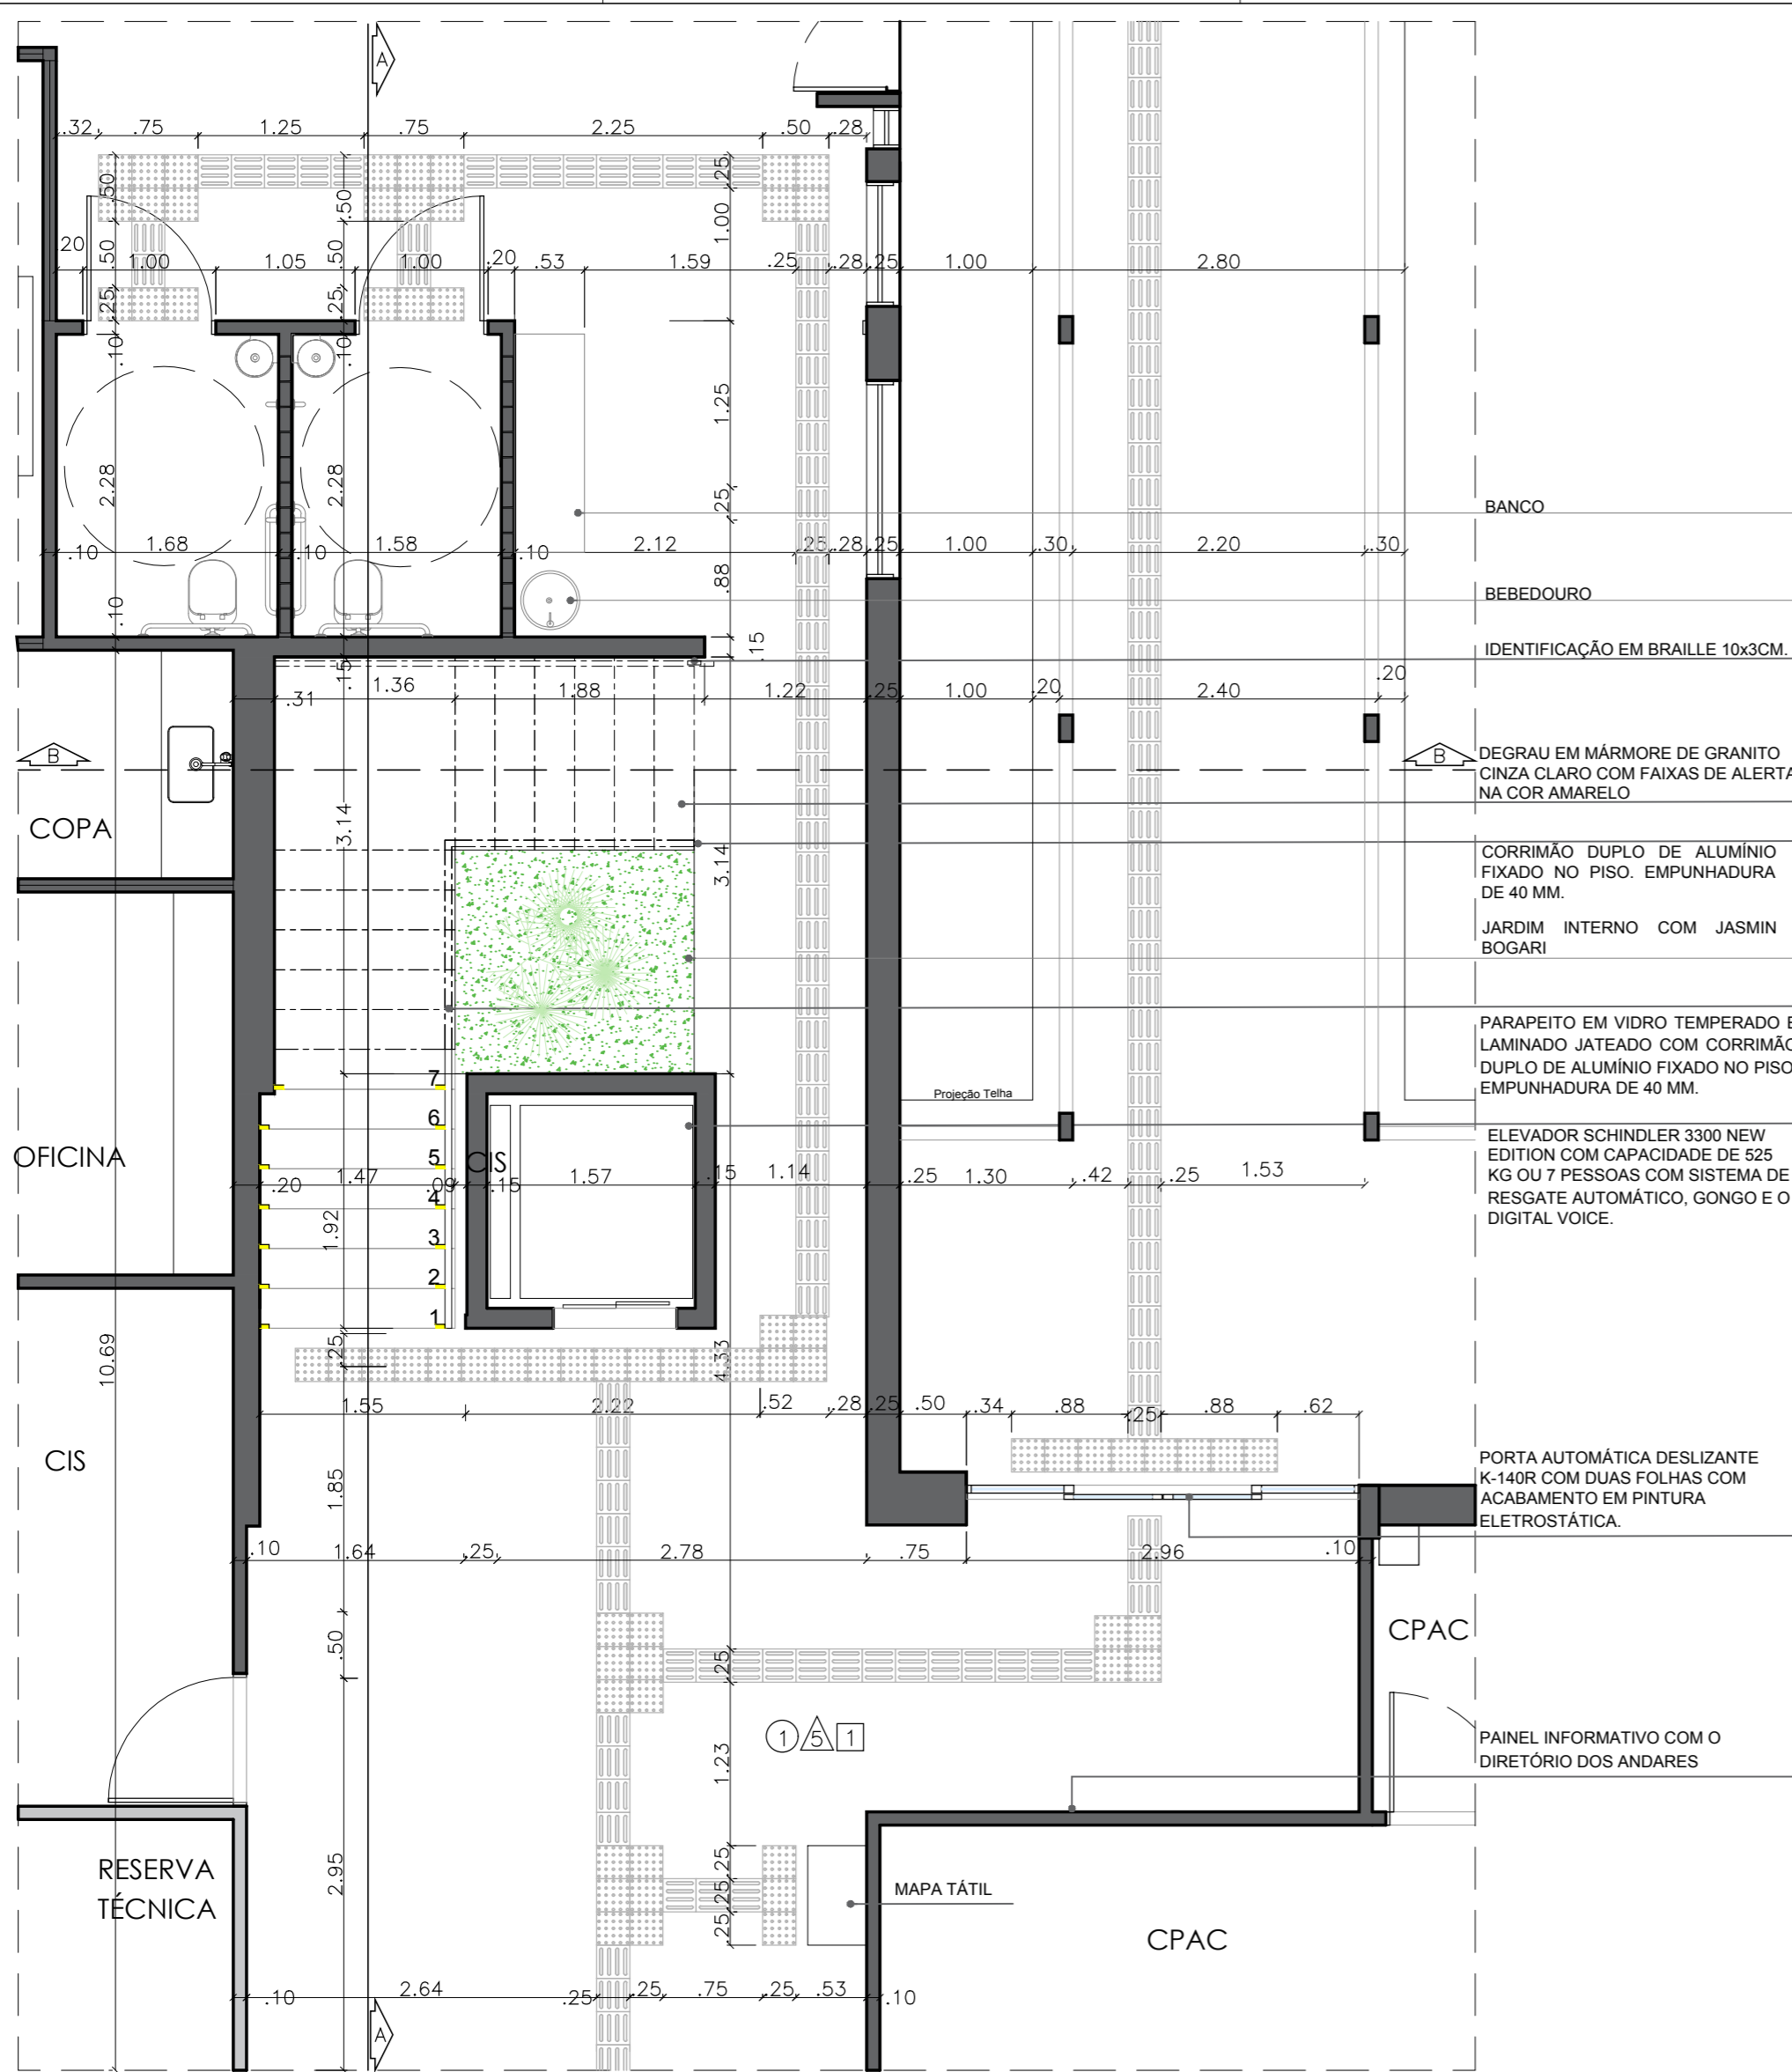 A
.32 .75 1.25 .75 2.25 .50 .28
.50 .50 .25
.20 1.00 1.05 1.00 .20 .53 1.59 .25 .28 .25 1.00 2.80
.50 .50 1.00
.25 .25
.10 .10
1.25
2.28 2.28
.25
BANCO
.10 1.68 .10 1.58 .10 2.12 .25 .28 .25 1.00 .30 2.20 .30
.88
BEBEDOURO
.10
.15 .15
IDENTIFICAÇÃO EM BRAILLE 10x3CM.
.31 1.36 1.88 1.22 .25 1.00 .20 2.40 .20
B
B
DEGRAU EM MÁRMORE DE GRANITO
CINZA CLARO COM FAIXAS DE ALERTA
NA COR AMARELO
COPA
3.14 3.14
CORRIMÃO DUPLO DE ALUMÍNIO
FIXADO NO PISO. EMPUNHADURA
DE 40 MM.
JARDIM INTERNO COM JASMIN
BOGARI
PARAPEITO EM VIDRO TEMPERADO E
LAMINADO JATEADO COM CORRIMÃO
DUPLO DE ALUMÍNIO FIXADO NO PISO
EMPUNHADURA DE 40 MM.
7
Projeção Telha
6
ELEVADOR SCHINDLER 3300 NEW
EDITION COM CAPACIDADE DE 525
KG OU 7 PESSOAS COM SISTEMA DE
RESGATE AUTOMÁTICO, GONGO E O
DIGITAL VOICE.
OFICINA
5
CIS
.20 1.47 .09 .15 1.57 .15 1.14 .25 1.30 .42 .25 1.53
4
1.92
3
2
1
10.69
.25
4.33
1.55 2.22 .52 .28 .25 .50 .34 .88 .25 .88 .62
CIS
1.85
PORTA AUTOMÁTICA DESLIZANTE
K-140R COM DUAS FOLHAS COM
ACABAMENTO EM PINTURA
ELETROSTÁTICA.
.10 1.64 .25 2.78 .75 2.96 .10
.50
.25
CPAC
1 5 1
1.23
PAINEL INFORMATIVO COM O
DIRETÓRIO DOS ANDARES
2.95
RESERVA
TÉCNICA
.25
.25
.25
MAPA TÁTIL
CPAC
.10 2.64 .25 .25 .75 .25 .53 .10
A